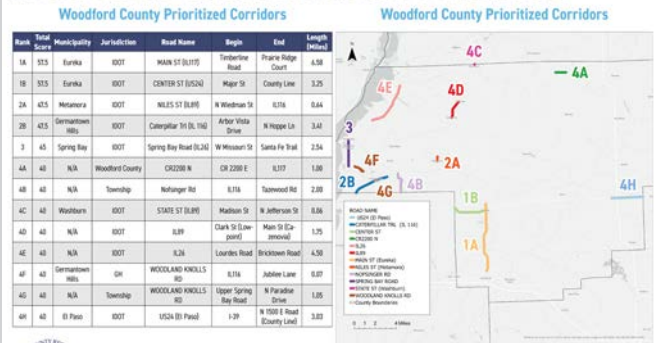 Woodford County Prioritized Corridors
Rank Total Score Municipality Jurisdiction Road Name Begin End Length (Miles)
1A 57.5 Eureka IDOT MAIN ST (IL117) Timberline Road Prairie Ridge Court 4.58
1B 57.5 Eureka IDOT CENTER ST (US24) Major St County Line 3.25
2A 47.5 Metamora IDOT NILES ST (IL89) N Wiedman St IL116 0.64
2B 47.5 Germantown Hills IDOT Caterpillar Trl (IL 116) Arbor Vista Drive N Hoppe Ln 3.41
3 45 Spring Bay IDOT Spring Bay Road (IL26) W Missouri St Santa Fe Trail 2.54
4A 40 N/A Woodford County CR2200 N CR 2200 E IL117 1.00
4B 40 N/A Township Nofsinger Rd IL116 Tazewood Rd 2.00
4C 40 Washburn IDOT STATE ST (IL89) Madison St N Jefferson St 0.06
4D 40 N/A IDOT IL89 Clark St (Low-point) Main St (Ca-zenovia) 1.75
4E 40 N/A IDOT IL26 Lourdes Road Bricktown Road 4.50
4F 40 Germantown Hills GH WOODLAND KNOLLS RD IL116 Jubilee Lane 0.07
4G 40 N/A Township WOODLAND KNOLLS RD Upper Spring Bay Road N Paradise Drive 1.05
4H 40 El Paso IDOT US24 (El Paso) I-39 N 1500 E Road (County Line) 3.03
Woodford County Prioritized Corridors
N
4C
4A
4E
4D
3
4F
2A
2B
4G
4B
4H
1B
1A
ROAD NAME
US24 (El Paso)
CATERPILLAR TRL (IL 116)
CENTER ST
CR2200 N
IL26
IL89
MAIN ST (Eureka)
NILES ST (Metamora)
NOFSINGER RD
SPRING BAY ROAD
STATE ST (Washburn)
WOODLAND KNOLLS RD
County Boundaries
0 1 2 4 Miles